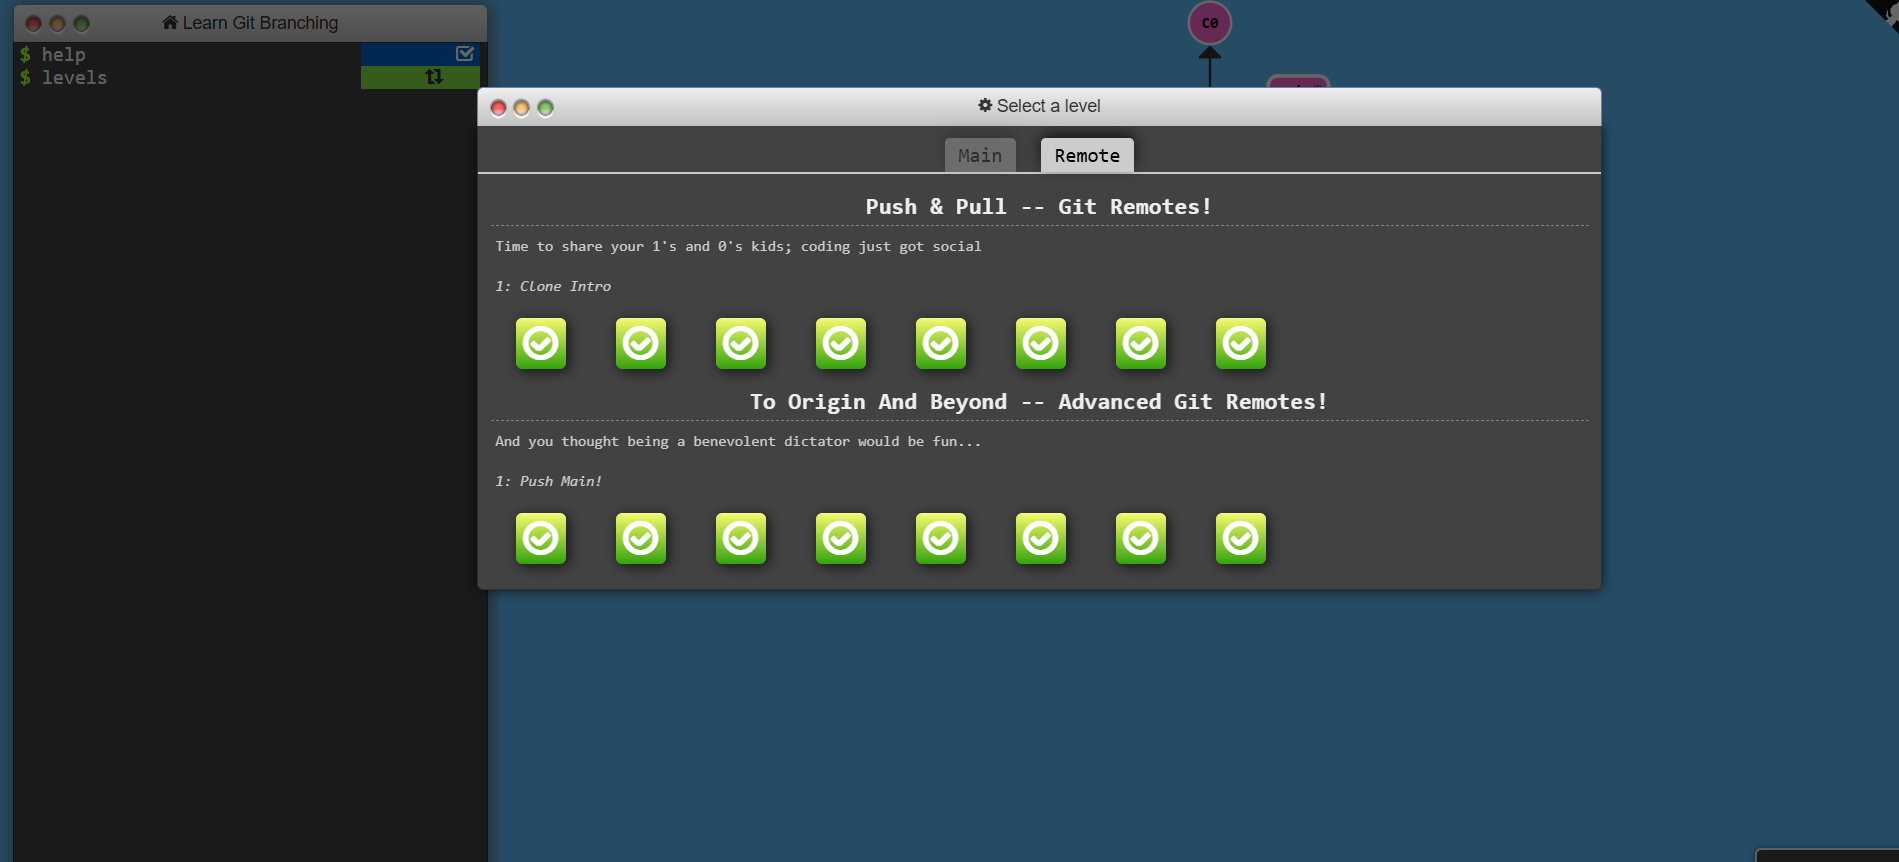 Learn Git Branching
$ help
$ levels
C0
Select a level
Main
Remote
Push & Pull -- Git Remotes!
Time to share your 1's and 0's kids; coding just got social
1: Clone Intro
To Origin And Beyond -- Advanced Git Remotes!
And you thought being a benevolent dictator would be fun...
1: Push Main!